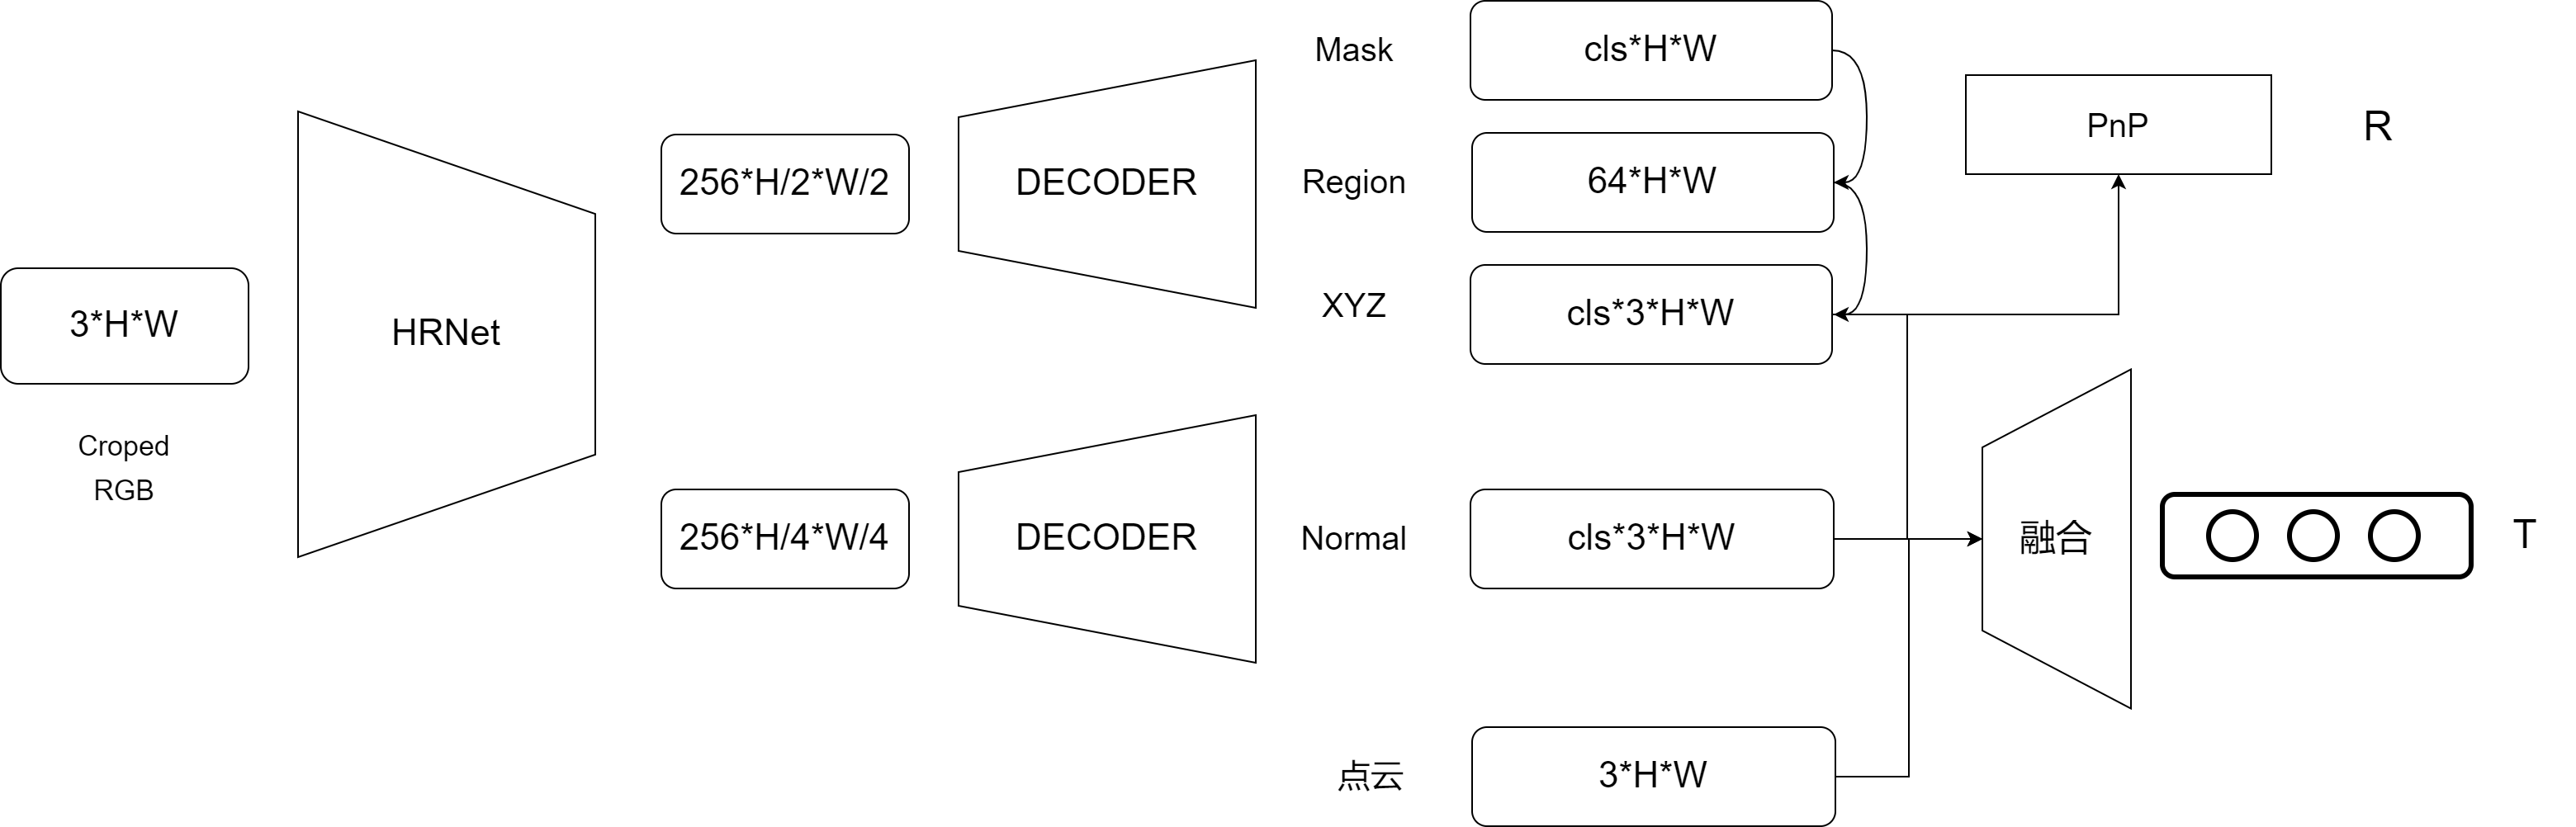 3*H*W
Croped
RGB
HRNet
256*H/2*W/2
256*H/4*W/4
DECODER
DECODER
Mask
cls*H*W
Region
64*H*W
XYZ
cls*3*H*W
Normal
cls*3*H*W
点云
3*H*W
PnP
R
融合
T